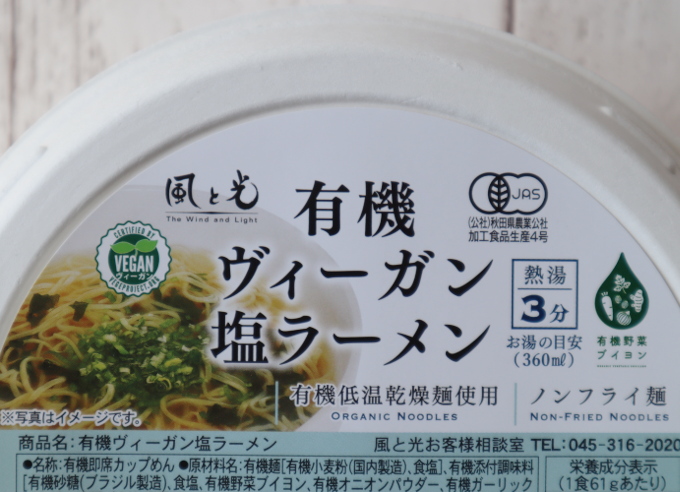 風と光
The Wind and Light
有機
ヴィーガン
塩ラーメン
JAS
(公社)秋田県農業公社
加工食品生産4号
CERTIFIED BY
VEGAN
ヴィーガン
VEGEPROJECT.ORG
熱湯
3分
お湯の目安
(360㎖)
有機野菜
ブイヨン
有機低温乾燥麺使用
ORGANIC NOODLES
ノンフライ麺
NON-FRIED NOODLES
※写真はイメージです。
商品名:有機ヴィーガン塩ラーメン
風と光お客様相談室 TEL:045-316-2020
●名称:有機即席カップめん ●原材料名:有機麺[有機小麦粉(国内製造)、食塩]、有機添付調味料
[有機砂糖(ブラジル製造)、食塩、有機野菜ブイヨン、有機オニオンパウダー、有機ガーリック
栄養成分表示
(1食61gあたり)